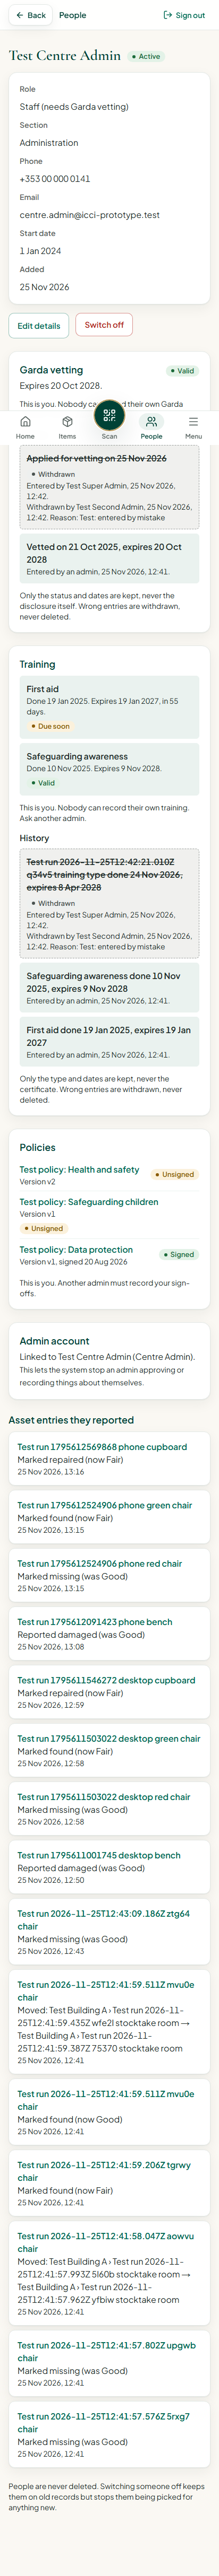 Back
People
Sign out
Test Centre Admin
Active
Role
Staff (needs Garda vetting)
Section
Administration
Phone
+353 00 000 0141
Email
centre.admin@icci-prototype.test
Start date
1 Jan 2024
Added
25 Nov 2026
Edit details
Switch off
Garda vetting
Valid
Expires 20 Oct 2028.
This is you. Nobody ca
d their own Garda
Home
Items
Scan
People
Menu
Applied for vetting on 25 Nov 2026
Withdrawn
Entered by Test Super Admin, 25 Nov 2026,
12:42.
Withdrawn by Test Second Admin, 25 Nov 2026,
12:42. Reason: Test: entered by mistake
Vetted on 21 Oct 2025, expires 20 Oct
2028
Entered by an admin, 25 Nov 2026, 12:41.
Only the status and dates are kept, never the
disclosure itself. Wrong entries are withdrawn,
never deleted.
Training
First aid
Done 19 Jan 2025. Expires 19 Jan 2027, in 55
days.
Due soon
Safeguarding awareness
Done 10 Nov 2025. Expires 9 Nov 2028.
Valid
This is you. Nobody can record their own training.
Ask another admin.
History
Test run 2026-11-25T12:42:21.010Z
q34v5 training type done 24 Nov 2026,
expires 8 Apr 2028
Withdrawn
Entered by Test Super Admin, 25 Nov 2026,
12:42.
Withdrawn by Test Second Admin, 25 Nov 2026,
12:42. Reason: Test: entered by mistake
Safeguarding awareness done 10 Nov
2025, expires 9 Nov 2028
Entered by an admin, 25 Nov 2026, 12:41.
First aid done 19 Jan 2025, expires 19 Jan
2027
Entered by an admin, 25 Nov 2026, 12:41.
Only the type and dates are kept, never the
certificate. Wrong entries are withdrawn, never
deleted.
Policies
Test policy: Health and safety
Unsigned
Version v2
Test policy: Safeguarding children
Version v1
Unsigned
Test policy: Data protection
Signed
Version v1, signed 20 Aug 2026
This is you. Another admin must record your sign-
offs.
Admin account
Linked to Test Centre Admin (Centre Admin).
This lets the system stop an admin approving or
recording things about themselves.
Asset entries they reported
Test run 1795612569868 phone cupboard
Marked repaired (now Fair)
25 Nov 2026, 13:16
Test run 1795612524906 phone green chair
Marked found (now Fair)
25 Nov 2026, 13:15
Test run 1795612524906 phone red chair
Marked missing (was Good)
25 Nov 2026, 13:15
Test run 1795612091423 phone bench
Reported damaged (was Good)
25 Nov 2026, 13:08
Test run 1795611546272 desktop cupboard
Marked repaired (now Fair)
25 Nov 2026, 12:59
Test run 1795611503022 desktop green chair
Marked found (now Fair)
25 Nov 2026, 12:58
Test run 1795611503022 desktop red chair
Marked missing (was Good)
25 Nov 2026, 12:58
Test run 1795611001745 desktop bench
Reported damaged (was Good)
25 Nov 2026, 12:50
Test run 2026-11-25T12:43:09.186Z ztg64
chair
Marked missing (was Good)
25 Nov 2026, 12:43
Test run 2026-11-25T12:41:59.511Z mvu0e
chair
Moved: Test Building A › Test run 2026-11-
25T12:41:59.435Z wfe2l stocktake room →
Test Building A › Test run 2026-11-
25T12:41:59.387Z 75370 stocktake room
25 Nov 2026, 12:41
Test run 2026-11-25T12:41:59.511Z mvu0e
chair
Marked found (now Good)
25 Nov 2026, 12:41
Test run 2026-11-25T12:41:59.206Z tgrwy
chair
Marked found (now Fair)
25 Nov 2026, 12:41
Test run 2026-11-25T12:41:58.047Z aowvu
chair
Moved: Test Building A › Test run 2026-11-
25T12:41:57.993Z 5l60b stocktake room →
Test Building A › Test run 2026-11-
25T12:41:57.962Z yfbiw stocktake room
25 Nov 2026, 12:41
Test run 2026-11-25T12:41:57.802Z upgwb
chair
Marked missing (was Good)
25 Nov 2026, 12:41
Test run 2026-11-25T12:41:57.576Z 5rxg7
chair
Marked missing (was Good)
25 Nov 2026, 12:41
People are never deleted. Switching someone off keeps
them on old records but stops them being picked for
anything new.